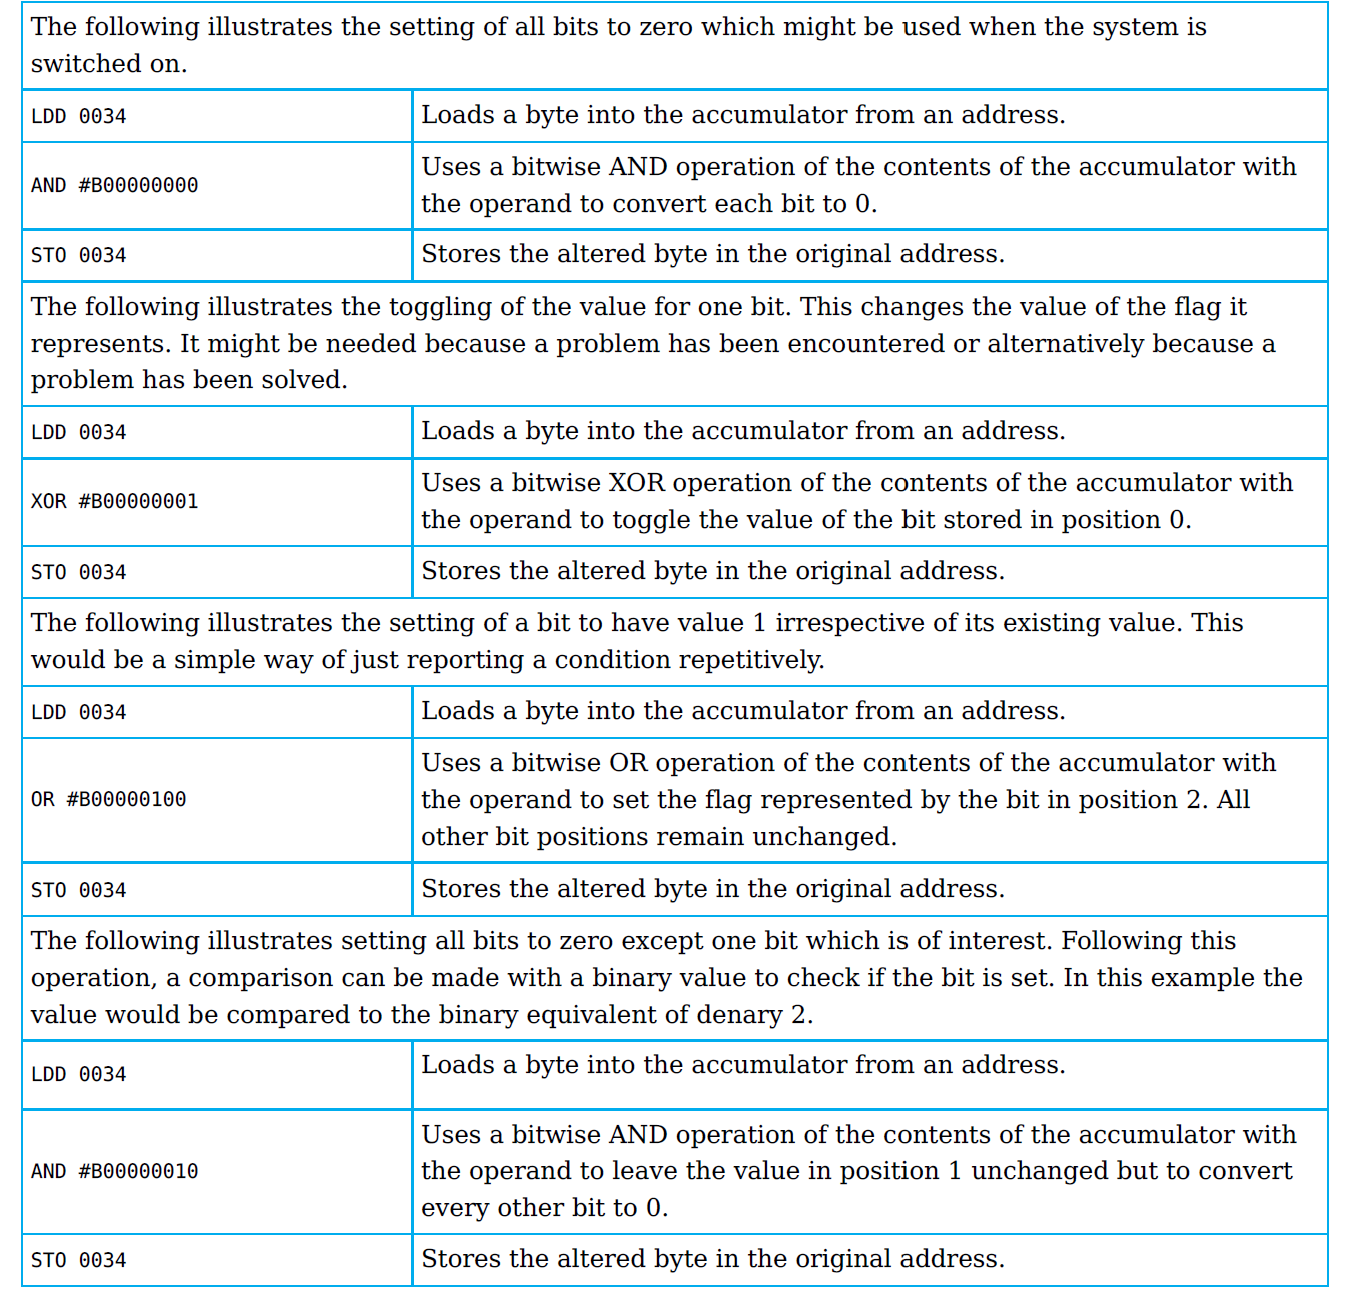 The following illustrates the setting of all bits to zero which might be used when the system is
switched on.
LDD 0034
Loads a byte into the accumulator from an address.
AND #B00000000
Uses a bitwise AND operation of the contents of the accumulator with
the operand to convert each bit to 0.
STO 0034
Stores the altered byte in the original address.
The following illustrates the toggling of the value for one bit. This changes the value of the flag it
represents. It might be needed because a problem has been encountered or alternatively because a
problem has been solved.
LDD 0034
Loads a byte into the accumulator from an address.
XOR #B00000001
Uses a bitwise XOR operation of the contents of the accumulator with
the operand to toggle the value of the bit stored in position 0.
STO 0034
Stores the altered byte in the original address.
The following illustrates the setting of a bit to have value 1 irrespective of its existing value. This
would be a simple way of just reporting a condition repetitively.
LDD 0034
Loads a byte into the accumulator from an address.
OR #B00000100
Uses a bitwise OR operation of the contents of the accumulator with
the operand to set the flag represented by the bit in position 2. All
other bit positions remain unchanged.
STO 0034
Stores the altered byte in the original address.
The following illustrates setting all bits to zero except one bit which is of interest. Following this
operation, a comparison can be made with a binary value to check if the bit is set. In this example the
value would be compared to the binary equivalent of denary 2.
LDD 0034
Loads a byte into the accumulator from an address.
AND #B00000010
Uses a bitwise AND operation of the contents of the accumulator with
the operand to leave the value in position 1 unchanged but to convert
every other bit to 0.
STO 0034
Stores the altered byte in the original address.